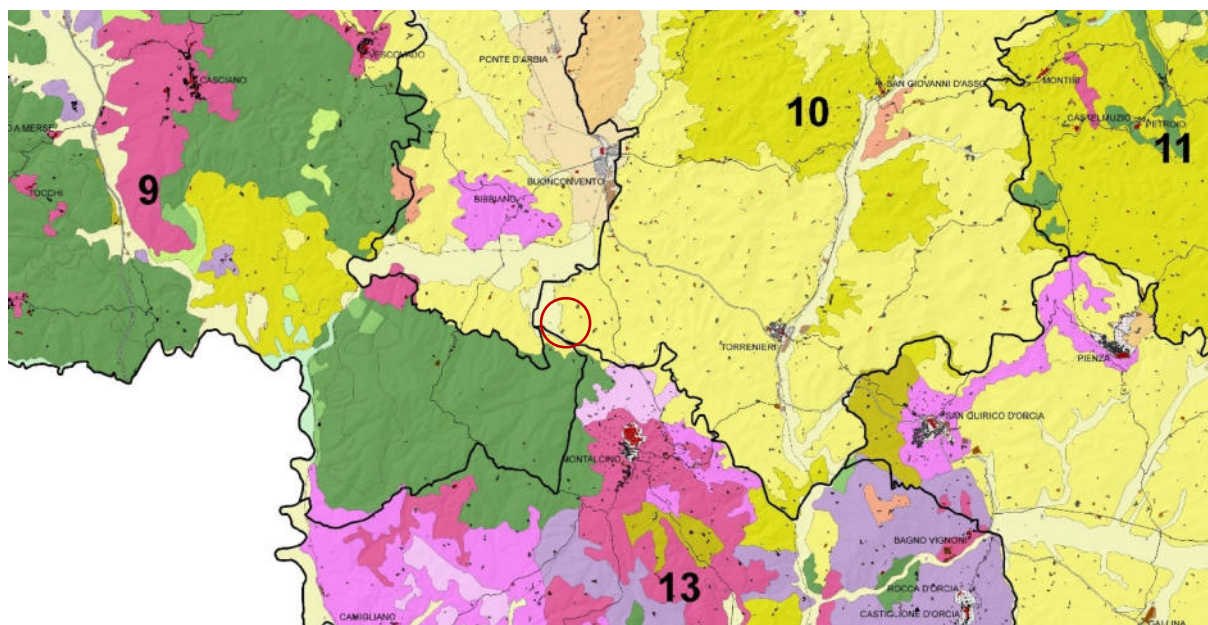 VESCOVADO
CASCIANO
PONTE D'ARBIA
SAN GIOVANNI D'ASSO
MONTISI
10
CASTELMUZIO
PETROIO
11
D A MERSE
TOCCHI
9
BUONCONVENTO
BIBBIANO
TORRENIERI
PIENZA
SAN QUIRICO D'ORCIA
MONTALCINO
BAGNO VIGNONI
13
ROCCA D'ORCIA
CAMIGLIANO
CASTIGLIONE D'ORCIA
GALLINA